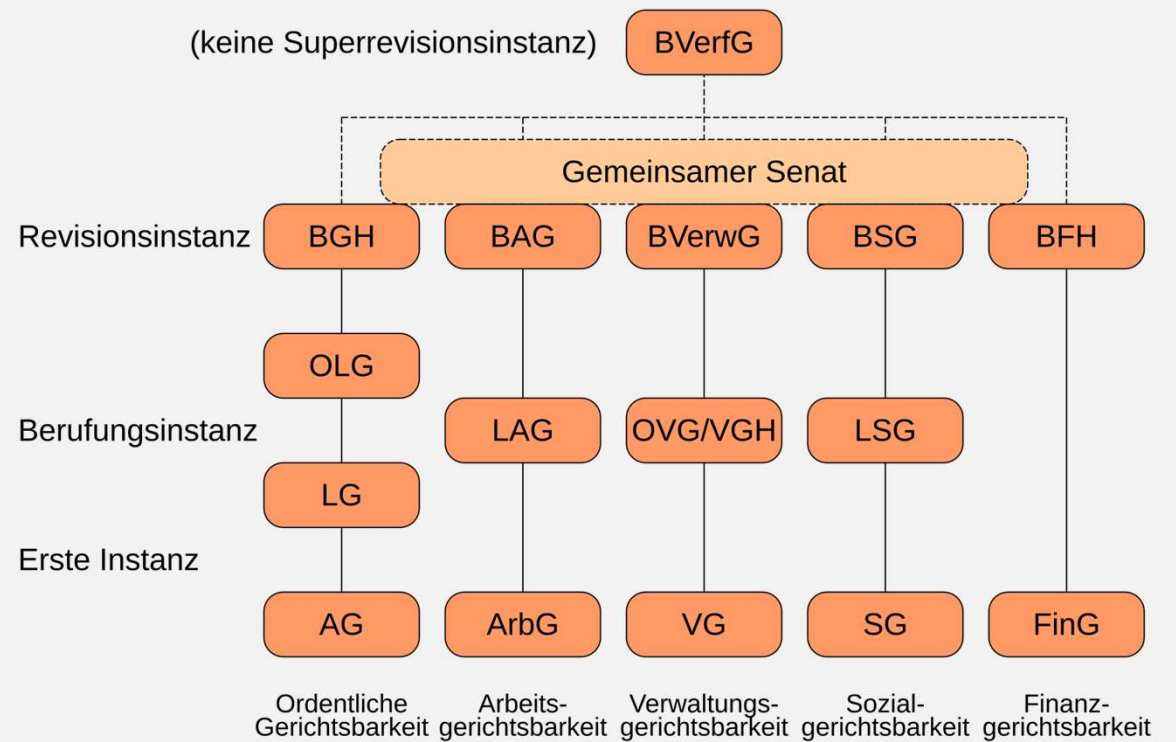 (keine Superrevisionsinstanz) BVerfG
Gemeinsamer Senat
Revisionsinstanz BGH BAG BVerwG BSG BFH
OLG
Berufungsinstanz LAG OVG/VGH LSG
LG
Erste Instanz
AG ArbG VG SG FinG
Ordentliche Arbeits- Verwaltungs- Sozial- Finanz-
Gerichtsbarkeit gerichtsbarkeit gerichtsbarkeit gerichtsbarkeit gerichtsbarkeit